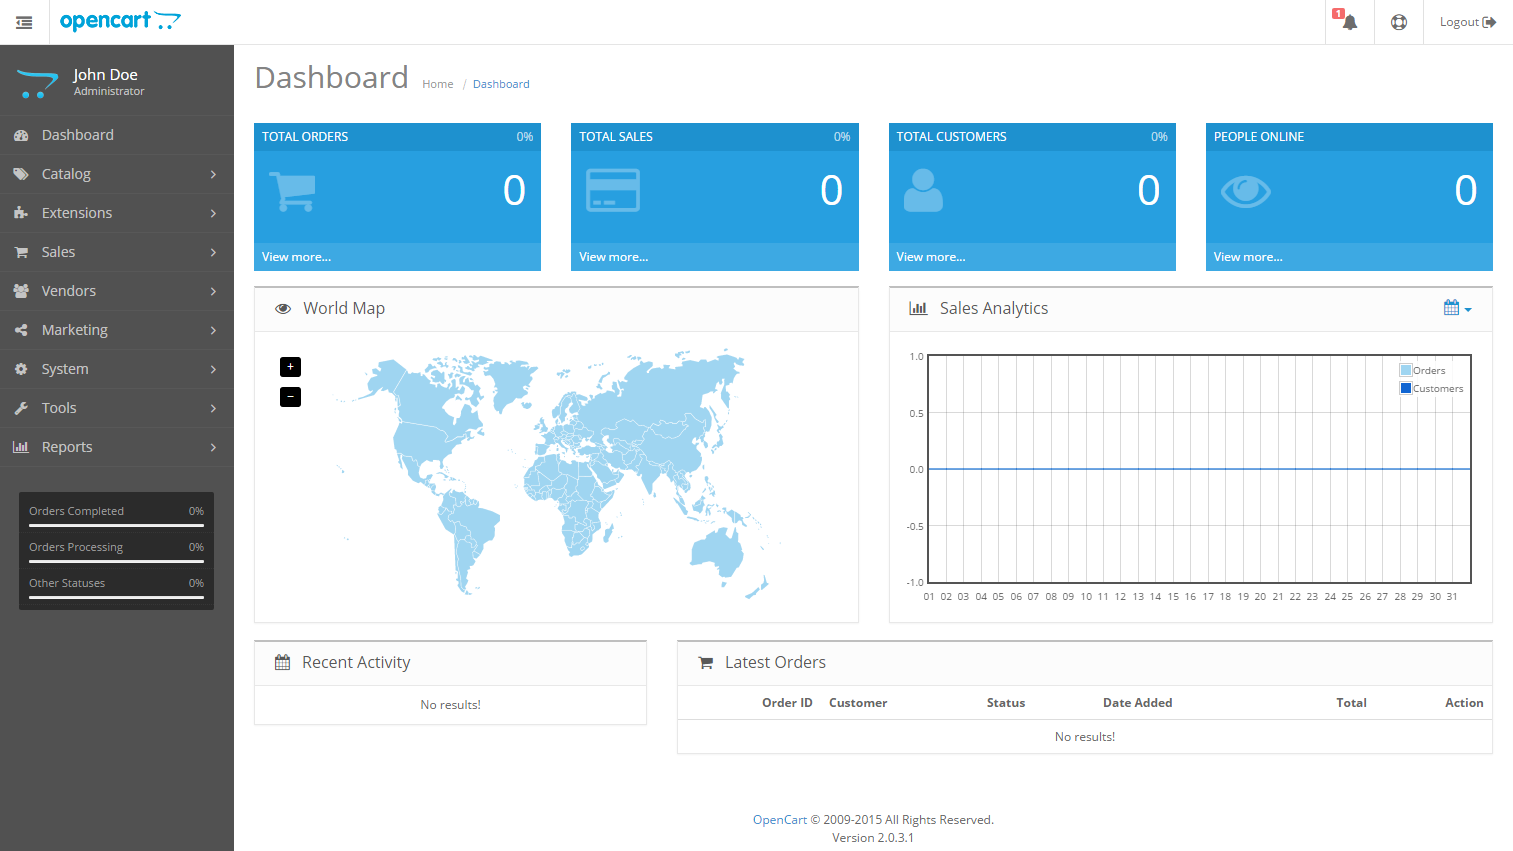 opencart
1
Logout
John Doe
Administrator
Dashboard
Catalog
Extensions
Sales
Vendors
Marketing
System
Tools
Reports
Orders Completed 0%
Orders Processing 0%
Other Statuses 0%
Dashboard Home / Dashboard
TOTAL ORDERS 0%
0
View more...
TOTAL SALES 0%
0
View more...
TOTAL CUSTOMERS 0%
0
View more...
PEOPLE ONLINE
0
View more...
World Map
+
−
Sales Analytics
1.0
0.5
0.0
-0.5
-1.0
Orders
Customers
01 02 03 04 05 06 07 08 09 10 11 12 13 14 15 16 17 18 19 20 21 22 23 24 25 26 27 28 29 30 31
Recent Activity
No results!
Latest Orders
Order ID Customer Status Date Added Total Action
No results!
OpenCart © 2009-2015 All Rights Reserved.
Version 2.0.3.1